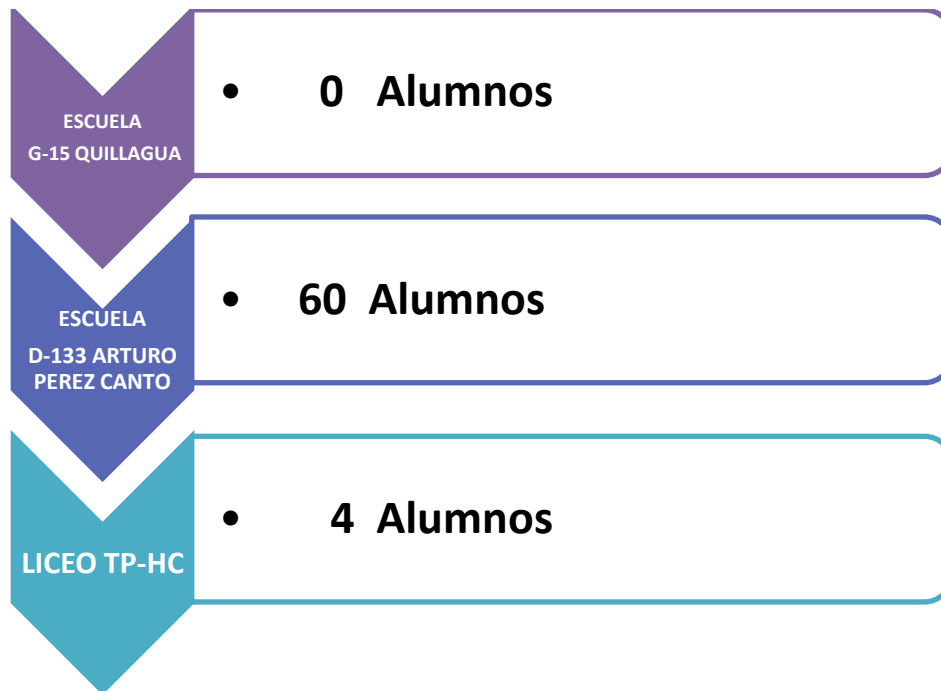 ESCUELA
G-15 QUILLAGUA
• 0 Alumnos
ESCUELA
D-133 ARTURO
PEREZ CANTO
• 60 Alumnos
LICEO TP-HC
• 4 Alumnos